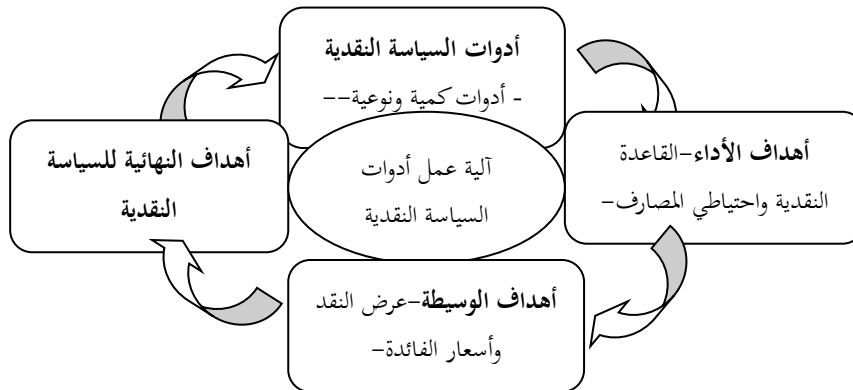 أدوات السياسة النقدية
- أدوات كمية ونوعية--
أهداف الأداء-القاعدة
النقدية واحتياطي المصارف-
أهداف الوسيطة-عرض النقد
وأسعار الفائدة-
أهداف النهائية للسياسة
النقدية
آلية عمل أدوات
السياسة النقدية